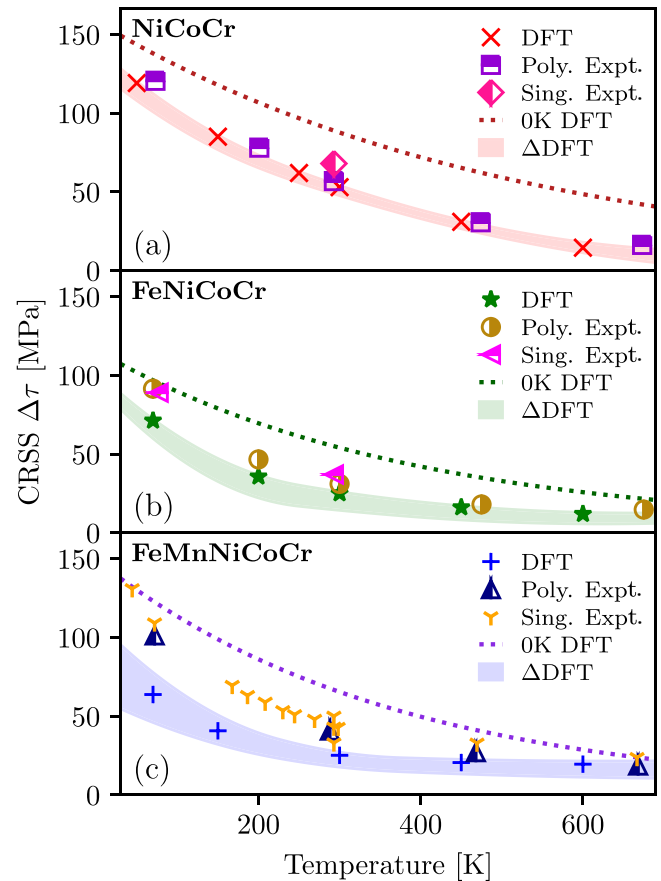 NiCoCr
DFT
Poly. Expt.
Sing. Expt.
0K DFT
ΔDFT
150
100
50
0
(a)
FeNiCoCr
DFT
Poly. Expt.
Sing. Expt.
0K DFT
ΔDFT
150
100
50
0
(b)
CRSS Δτ [MPa]
FeMnNiCoCr
DFT
Poly. Expt.
Sing. Expt.
0K DFT
ΔDFT
150
100
50
0
(c)
200
400
600
Temperature [K]